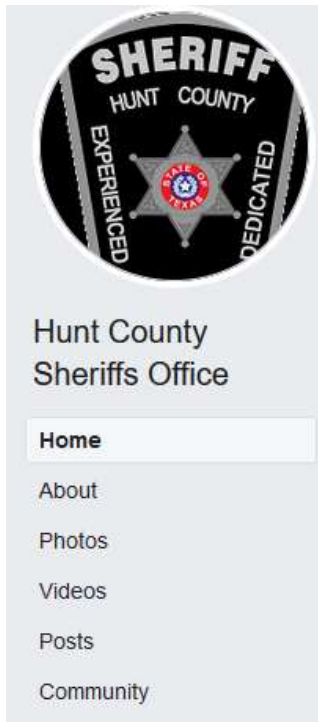 SHERIFF
HUNT COUNTY
EXPERIENCED
STATE OF
TEXAS
DEDICATED
Hunt County
Sheriffs Office
Home
About
Photos
Videos
Posts
Community